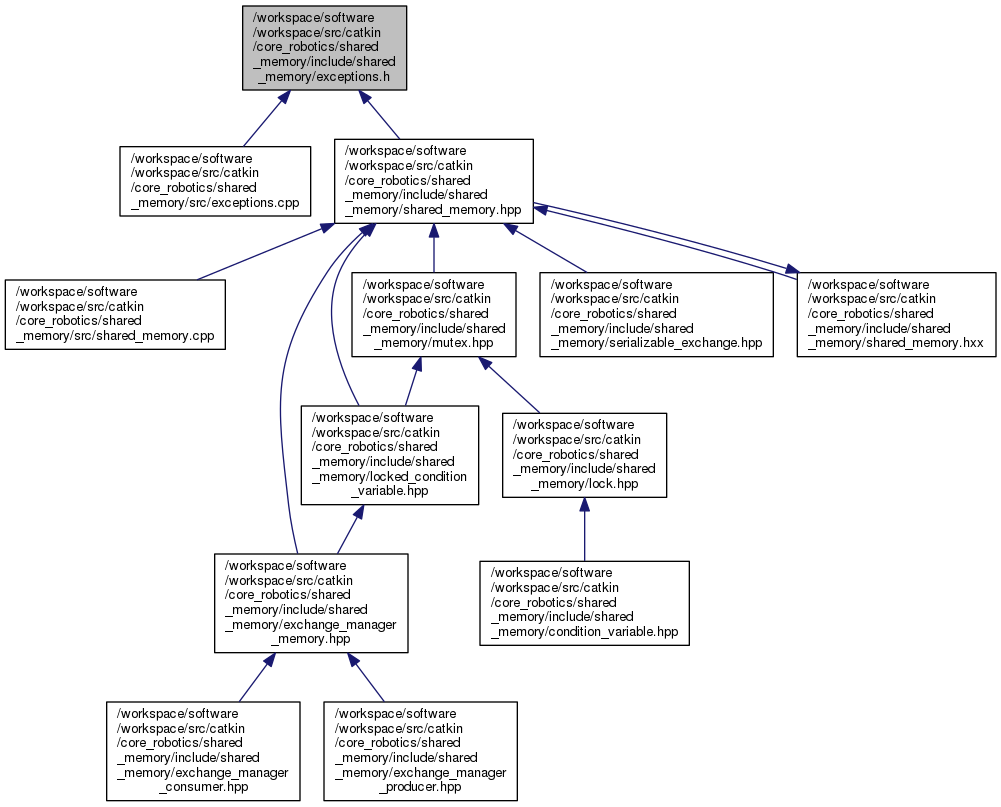 /workspace/software
/workspace/src/catkin
/core_robotics/shared
_memory/include/shared
_memory/exceptions.h
/workspace/software
/workspace/src/catkin
/core_robotics/shared
_memory/src/exceptions.cpp
/workspace/software
/workspace/src/catkin
/core_robotics/shared
_memory/include/shared
_memory/shared_memory.hpp
/workspace/software
/workspace/src/catkin
/core_robotics/shared
_memory/src/shared_memory.cpp
/workspace/software
/workspace/src/catkin
/core_robotics/shared
_memory/include/shared
_memory/mutex.hpp
/workspace/software
/workspace/src/catkin
/core_robotics/shared
_memory/include/shared
_memory/serializable_exchange.hpp
/workspace/software
/workspace/src/catkin
/core_robotics/shared
_memory/include/shared
_memory/shared_memory.hxx
/workspace/software
/workspace/src/catkin
/core_robotics/shared
_memory/include/shared
_memory/locked_condition
_variable.hpp
/workspace/software
/workspace/src/catkin
/core_robotics/shared
_memory/include/shared
_memory/lock.hpp
/workspace/software
/workspace/src/catkin
/core_robotics/shared
_memory/include/shared
_memory/exchange_manager
_memory.hpp
/workspace/software
/workspace/src/catkin
/core_robotics/shared
_memory/include/shared
_memory/condition_variable.hpp
/workspace/software
/workspace/src/catkin
/core_robotics/shared
_memory/include/shared
_memory/exchange_manager
_consumer.hpp
/workspace/software
/workspace/src/catkin
/core_robotics/shared
_memory/include/shared
_memory/exchange_manager
_producer.hpp